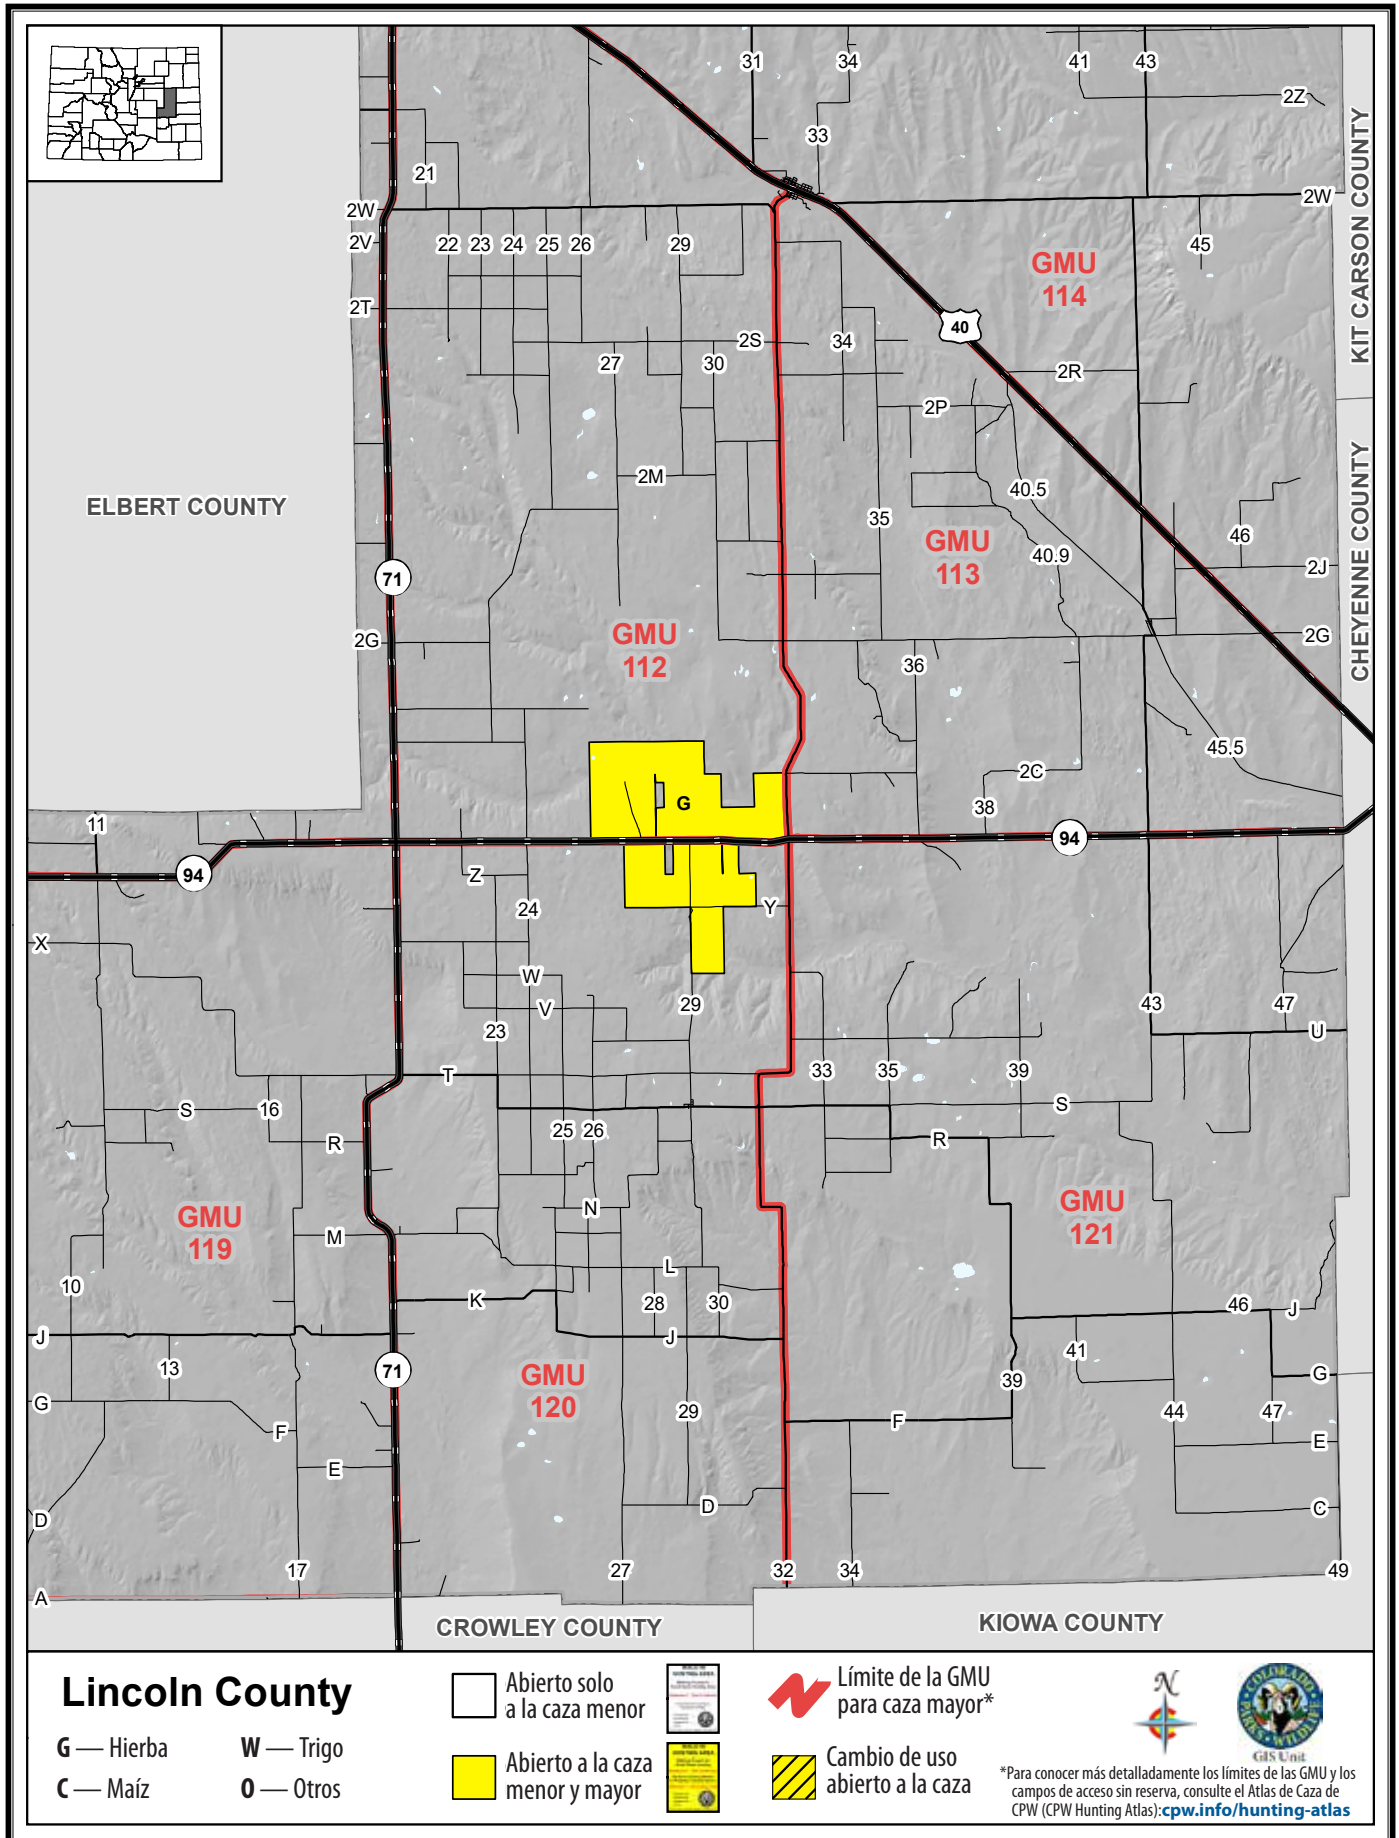 31
34
41
43
2Z
33
21
2W
2W
2V
22
23
24
25
26
29
45
GMU
114
KIT CARSON COUNTY
2T
40
2S
34
27
30
2R
2P
2M
40.5
ELBERT COUNTY
35
46
GMU
113
40.9
2J
71
CHEYENNE COUNTY
2G
GMU
112
2G
36
45.5
2C
G
38
11
94
94
Z
24
Y
X
W
29
43
47
V
23
U
T
33
35
39
S
16
S
25
26
R
R
GMU
119
N
GMU
121
M
10
L
K
28
30
46
J
J
J
41
13
71
GMU
120
39
G
G
29
F
44
47
F
E
E
D
C
D
17
27
32
34
49
A
CROWLEY COUNTY
KIOWA COUNTY
Lincoln County
G — Hierba
W — Trigo
C — Maíz
O — Otros
Abierto solo
a la caza menor
Abierto a la caza
menor y mayor
Límite de la GMU
para caza mayor*
Cambio de uso
abierto a la caza
N
COLORADO
PARKS & WILDLIFE
GIS Unit
*Para conocer más detalladamente los límites de las GMU y los
campos de acceso sin reserva, consulte el Atlas de Caza de
CPW (CPW Hunting Atlas):cpw.info/hunting-atlas